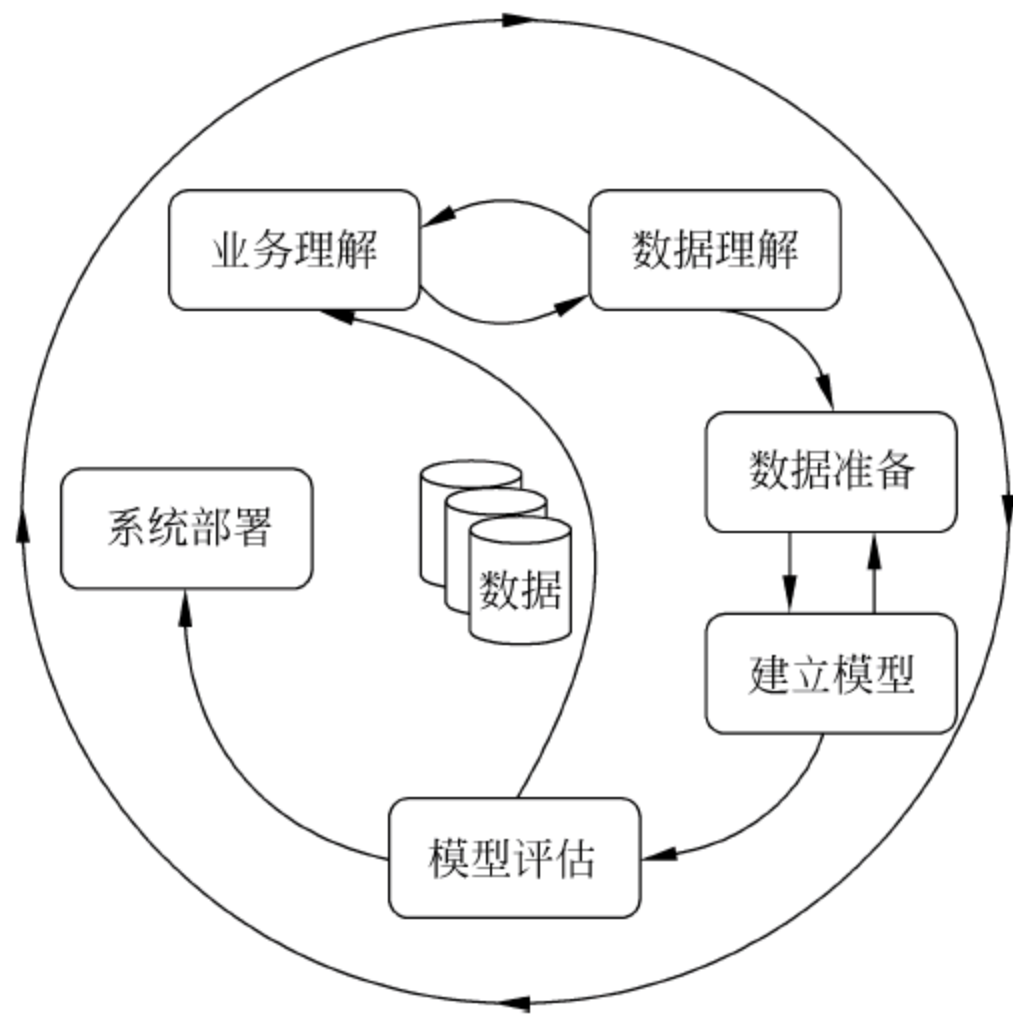 业务理解
数据理解
数据准备
系统部署
数据
建立模型
模型评估